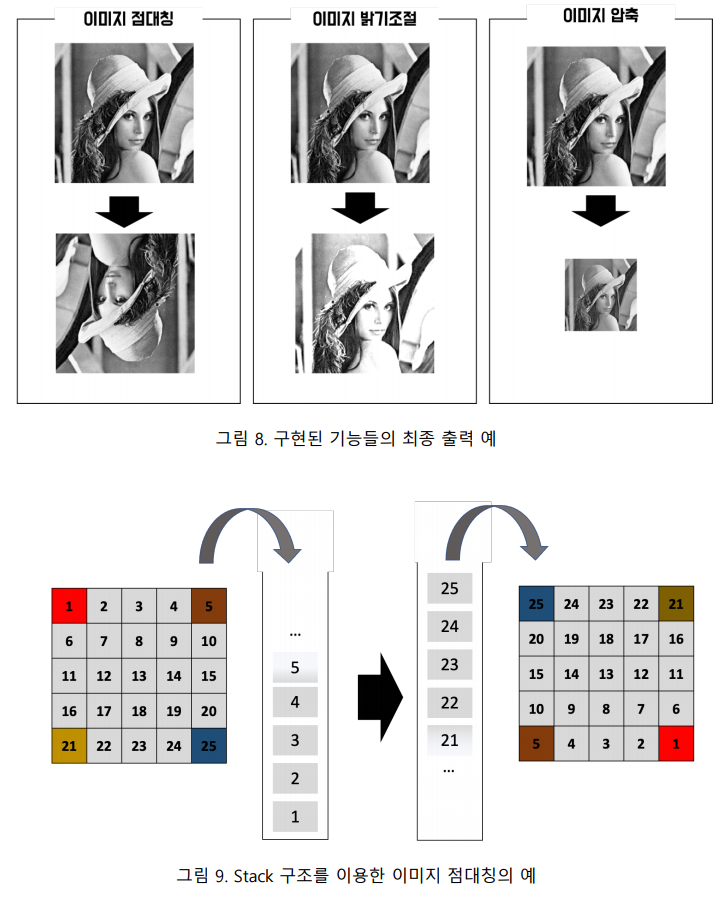 이미지 점대칭
이미지 밝기조절
이미지 압축
그림 8. 구현된 기능들의 최종 출력 예
1 2 3 4 5
6 7 8 9 10
11 12 13 14 15
16 17 18 19 20
21 22 23 24 25
...
5
4
3
2
1
25
24
23
22
21
...
25 24 23 22 21
20 19 18 17 16
15 14 13 12 11
10 9 8 7 6
5 4 3 2 1
그림 9. Stack 구조를 이용한 이미지 점대칭의 예